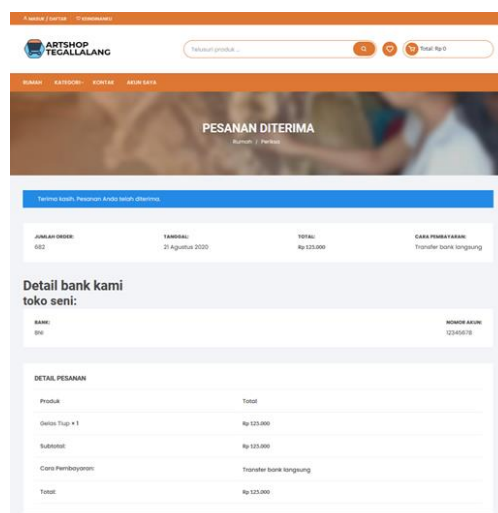 MASUK / DAFTAR
ARTSHOP
TEGALLALANG
Telusuri produk ...
Total: Rp 0
RUMAH KATEGORI KONTAK AKUN SAYA
PESANAN DITERIMA
Rumah / Periksa
Terima kasih. Pesanan Anda telah diterima.
JUMLAH ORDER: TANGGAL: TOTAL: CARA PEMBAYARAN:
682 21 Agustus 2020 Rp 125.000 Transfer bank langsung
Detail bank kami
toko seni:
BANK: NOMOR AKUN:
BNI 12345678
DETAIL PESANAN
Produk Total
Gelas Tiup × 1 Rp 125.000
Subtotal: Rp 125.000
Cara Pembayaran: Transfer bank langsung
Total: Rp 125.000